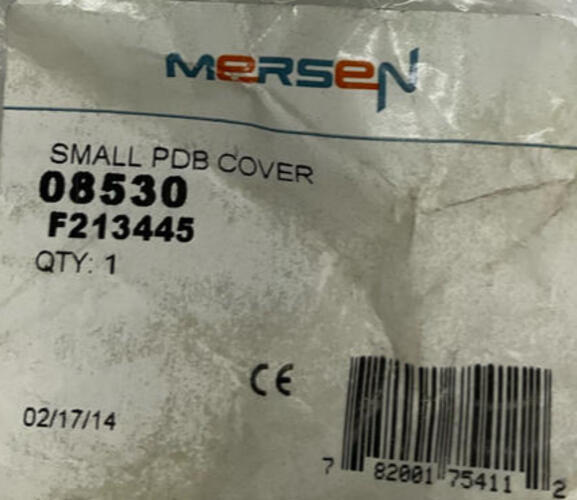 MERSEN
SMALL PDB COVER
08530
F213445
QTY: 1
CE
02/17/14
7 82001 75411 2